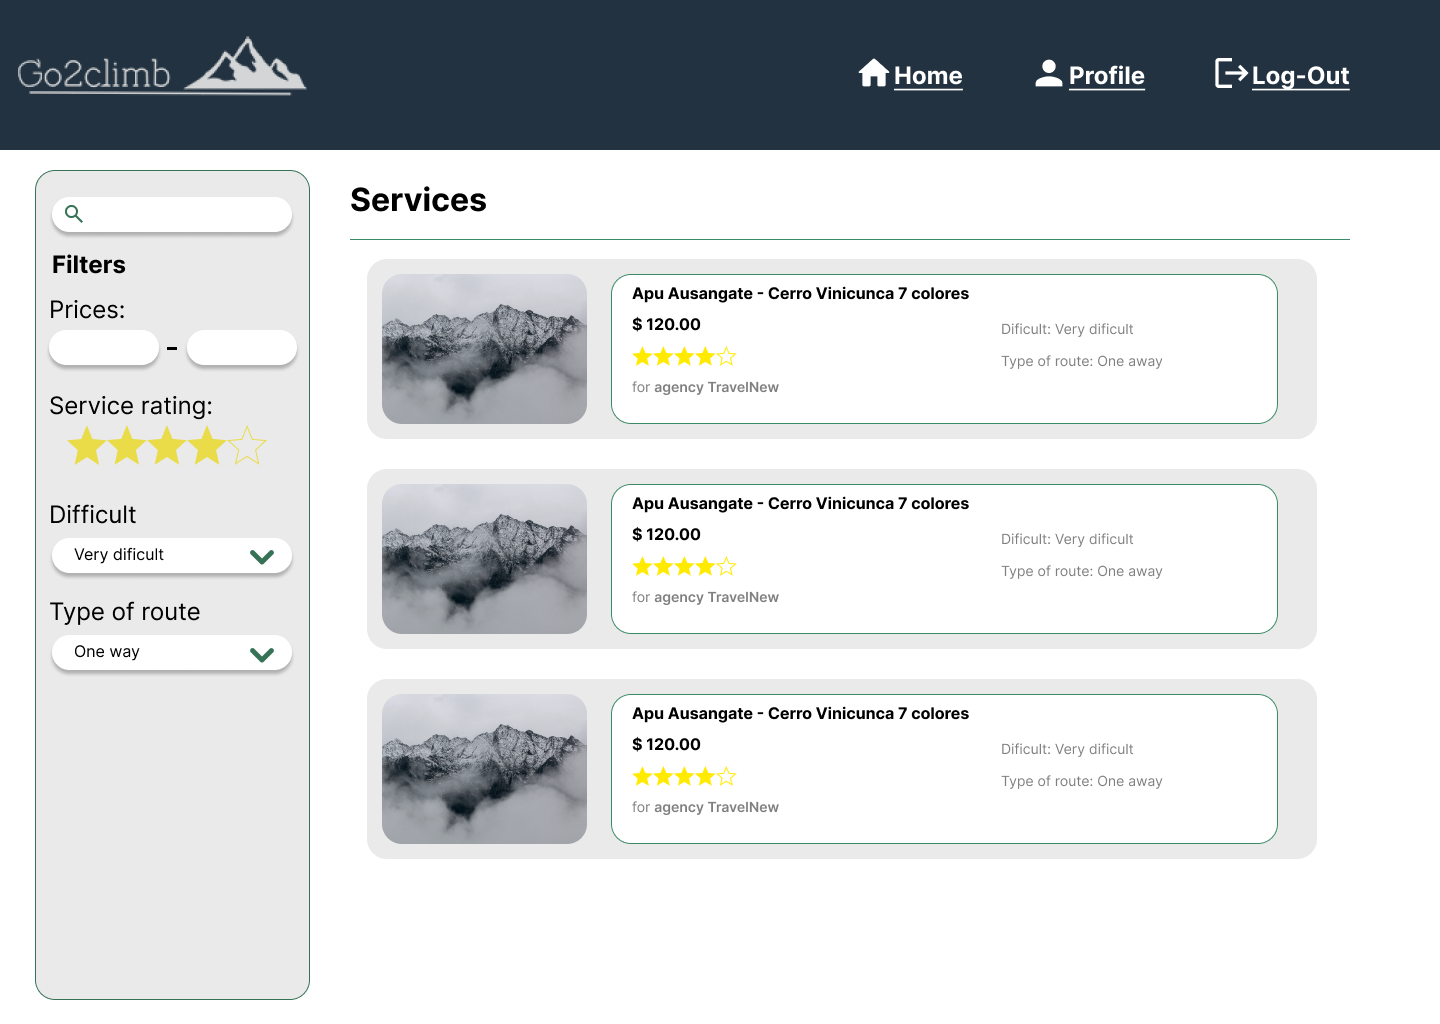 Go2climb
Home
Profile
Log-Out
Filters
Prices:
-
Service rating:
Difficult
Very dificult
Type of route
One way
Services
Apu Ausangate - Cerro Vinicunca 7 colores
$ 120.00
for agency TravelNew
Dificult: Very dificult
Type of route: One away
Apu Ausangate - Cerro Vinicunca 7 colores
$ 120.00
for agency TravelNew
Dificult: Very dificult
Type of route: One away
Apu Ausangate - Cerro Vinicunca 7 colores
$ 120.00
for agency TravelNew
Dificult: Very dificult
Type of route: One away